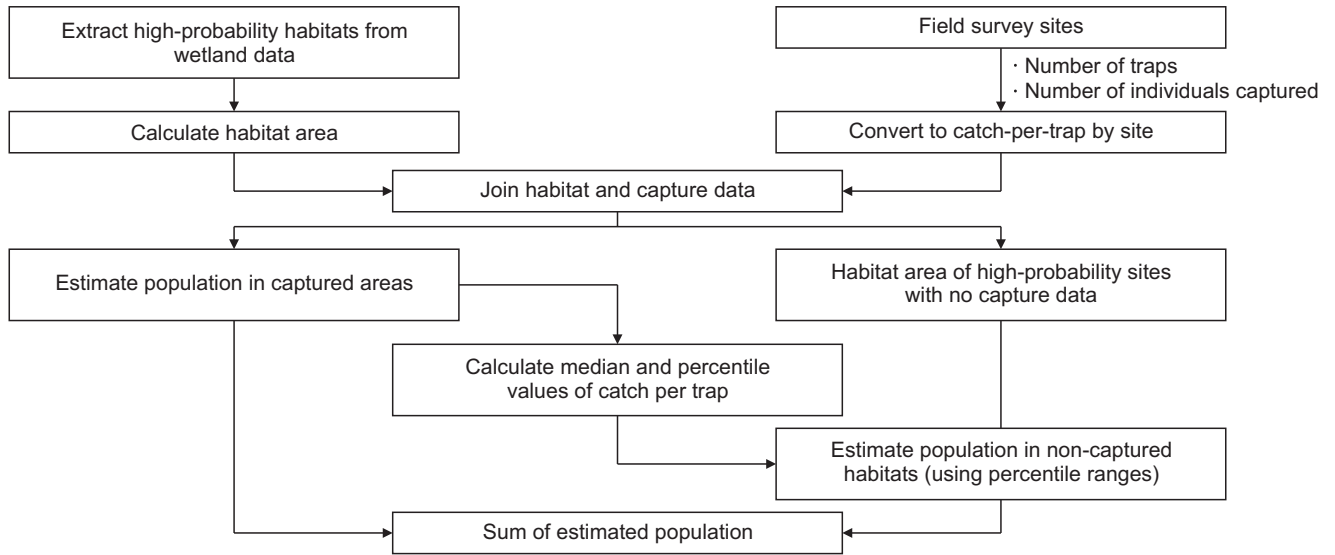 Extract high-probability habitats from
wetland data
Field survey sites
· Number of traps
· Number of individuals captured
Calculate habitat area
Convert to catch-per-trap by site
Join habitat and capture data
Estimate population in captured areas
Habitat area of high-probability sites
with no capture data
Calculate median and percentile
values of catch per trap
Estimate population in non-captured
habitats (using percentile ranges)
Sum of estimated population